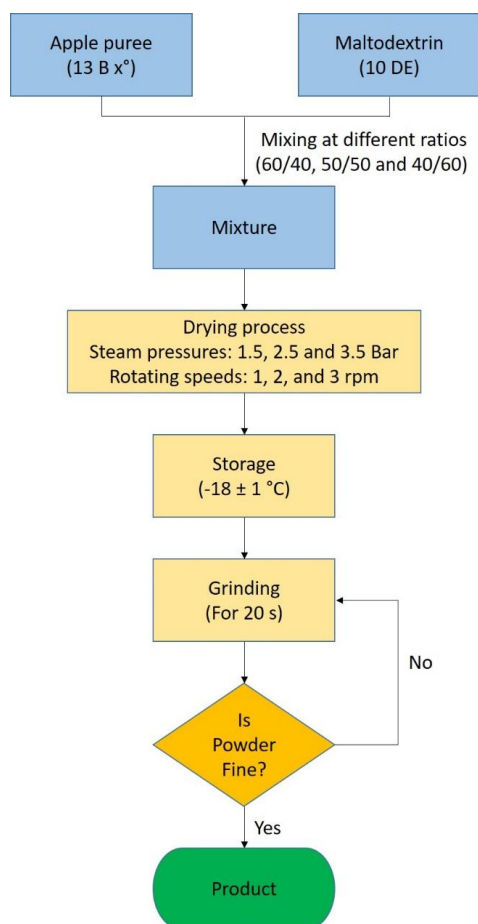 Apple puree
(13 B x°)
Maltodextrin
(10 DE)
Mixing at different ratios
(60/40, 50/50 and 40/60)
Mixture
Drying process
Steam pressures: 1.5, 2.5 and 3.5 Bar
Rotating speeds: 1, 2, and 3 rpm
Storage
(-18 ± 1 °C)
Grinding
(For 20 s)
No
Is
Powder
Fine?
Yes
Product